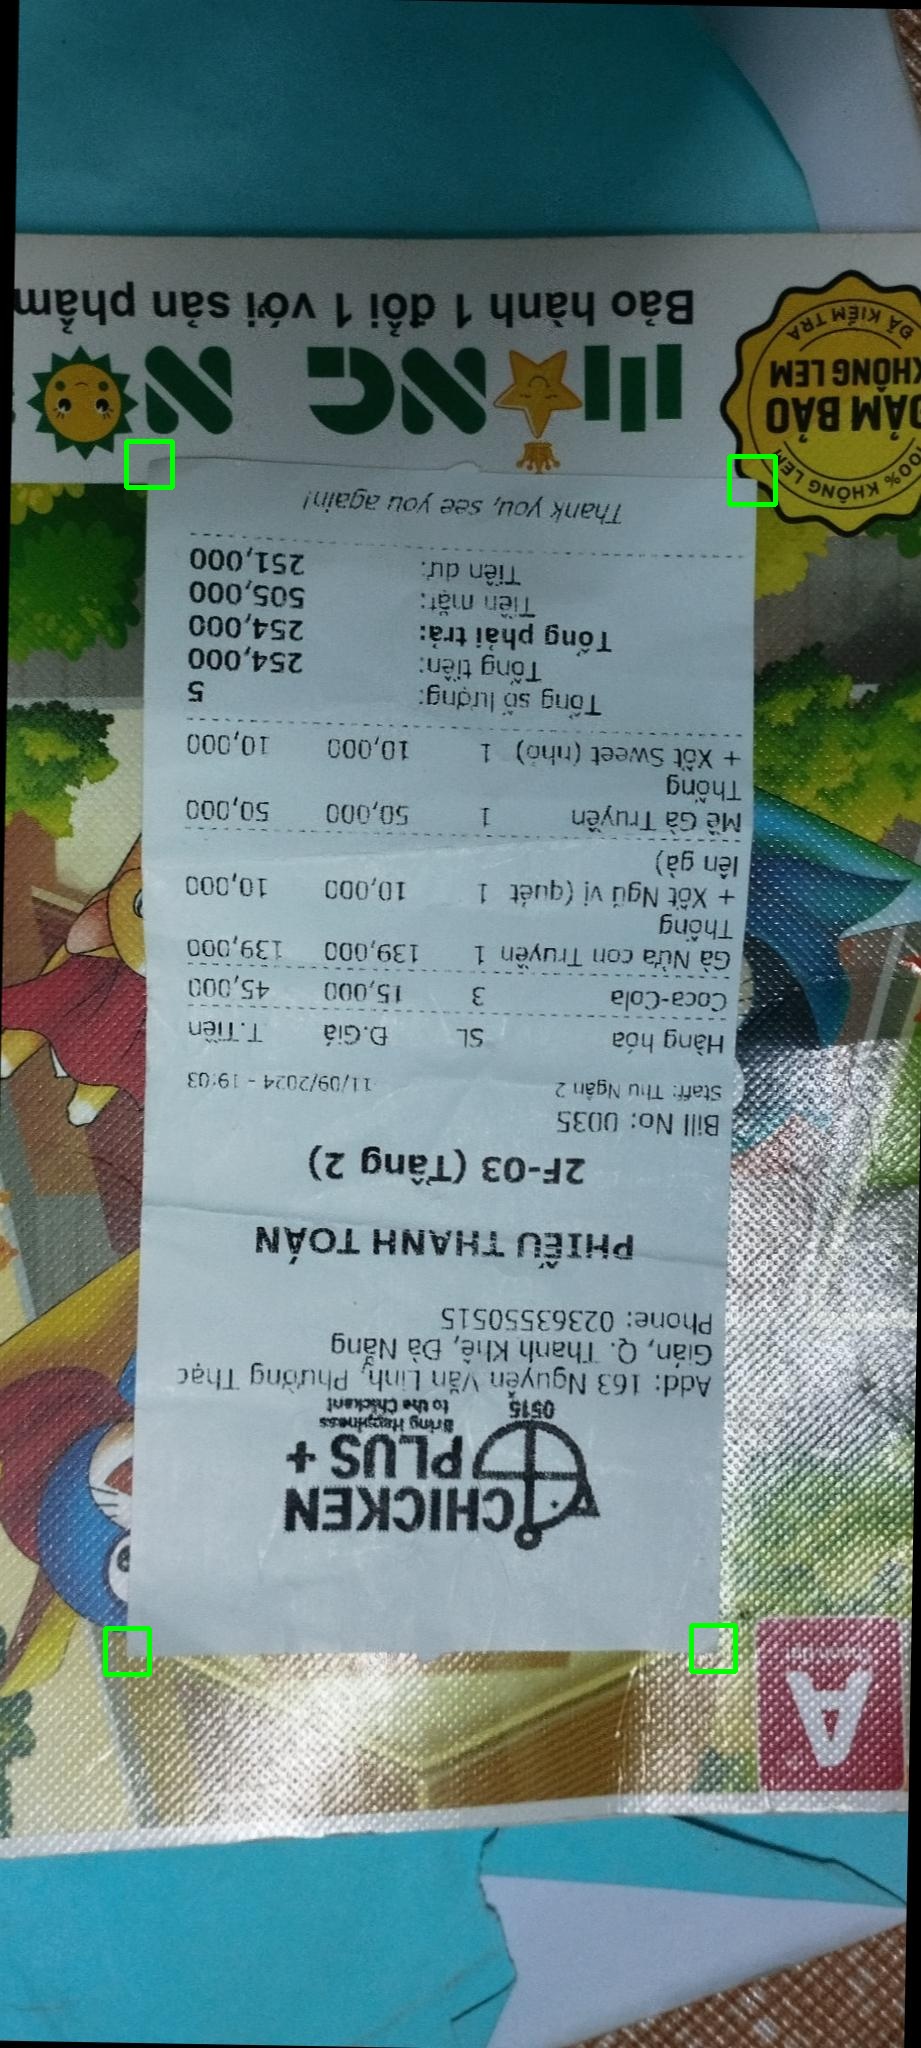 CHICKEN
PLUS+
Bring Happiness
to the Chickent
0515
Add: 163 Nguyễn Văn Linh, Phường Thạc
Gián, Q. Thanh Khê, Đà Nẵng
Phone: 02363550515
PHIẾU THANH TOÁN
2F-03 (Tầng 2)
Bill No: 0035
Staff: Thu Ngân 2 11/09/2024 - 19:03
Hàng hóa SL Đ.Giá T.Tiền
Coca-Cola 3 15,000 45,000
Gà Nửa con Truyền 1 139,000 139,000
Thống
+ Xốt Ngũ vị (quét 1 10,000 10,000
lên gà)
Mề Gà Truyền 1 50,000 50,000
Thống
+ Xốt Sweet (nhỏ) 1 10,000 10,000
Tổng số lượng: 5
Tổng tiền: 254,000
Tổng phải trả: 254,000
Tiền mặt: 505,000
Tiền dư: 251,000
Thank you, see you again!
100% KHÔNG LEM
ĐẢM BẢO
KHÔNG LEM
ĐÃ KIỂM TRA
Bảo hành 1 đổi 1 với sản phẩm
A